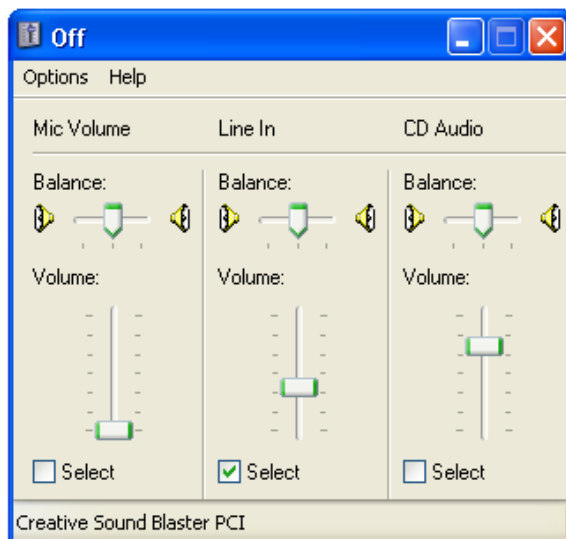 Off
Options Help
Mic Volume Line In CD Audio
Balance: Balance: Balance:
Volume: Volume: Volume:
Select Select Select
Creative Sound Blaster PCI